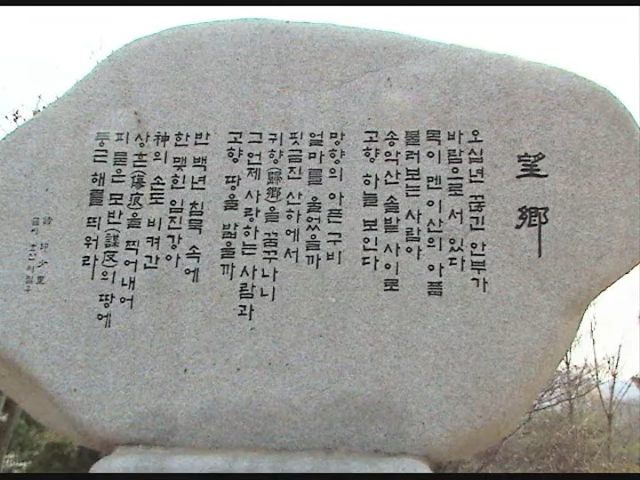 望鄕
오십년 끊긴 안부가
바람으로 서 있다
목이 멘 이산의 아픔
불러보는 사람아
송악산 솔밭 사이로
고향 하늘 보인다
망향의 아픈 구비
얼마를 울었을까
핏금진 산하에서
귀향(歸鄕)을 꿈꾸나니
그 언제 사랑하는 사람과
고향 땅을 밟을까
반 백년 침묵 속에
한 맺힌 임진강아
神의 손도 비켜간
상흔(傷痕)을 찍어내어
피 묻은 모반(謀反)의 땅에
둥근 해를 띄워라